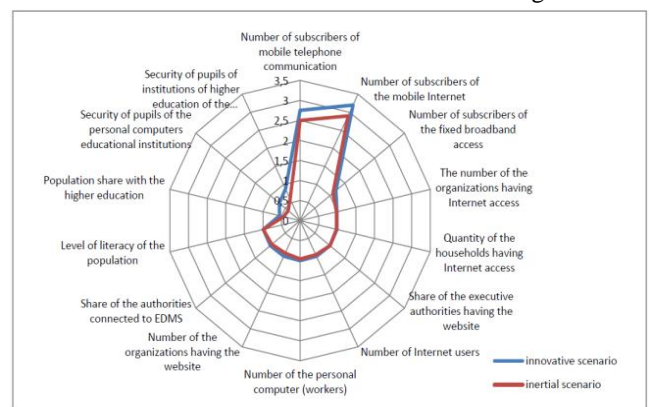 Number of subscribers of
mobile telephone
communication
Number of subscribers of
the mobile Internet
Number of subscribers of
the fixed broadband
access
The number of the
organizations having
Internet access
Quantity of the
households having
Internet access
Share of the executive
authorities having the
website
Number of Internet users
Number of the personal
computer (workers)
Number of the
organizations having the
website
Share of the authorities
connected to EDMS
Level of literacy of the
population
Population share with the
higher education
Security of pupils of the
personal computers
educational institutions
Security of pupils of
institutions of higher
education of the...
3,5
3
2,5
2
1,5
1
0,5
0
innovative scenario
inertial scenario